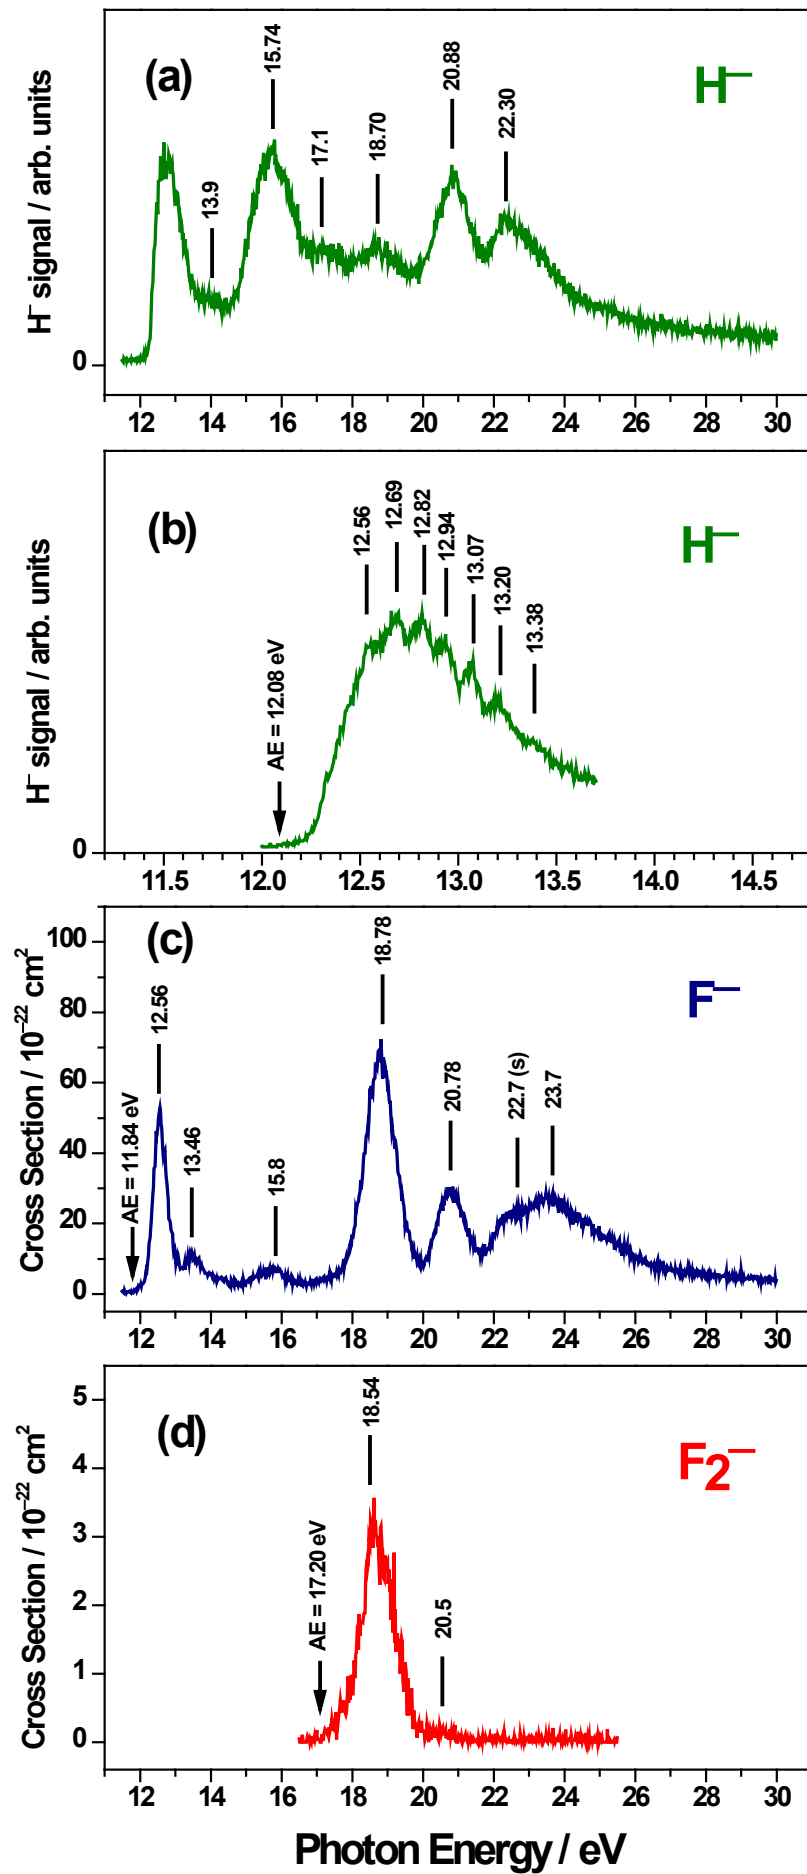 (a)
H⁻
15.74
20.88
22.30
18.70
17.1
13.9
H⁻ signal / arb. units
0
12 14 16 18 20 22 24 26 28 30
(b)
H⁻
12.56
12.69
12.82
12.94
13.07
13.20
13.38
AE = 12.08 eV
H⁻ signal / arb. units
0
11.5 12.0 12.5 13.0 13.5 14.0 14.5
(c)
F⁻
18.78
12.56
AE = 11.84 eV
13.46
15.8
20.78
22.7 (s)
23.7
Cross Section / 10⁻²² cm²
100
80
60
40
20
0
12 14 16 18 20 22 24 26 28 30
(d)
F₂⁻
18.54
AE = 17.20 eV
20.5
Cross Section / 10⁻²² cm²
5
4
3
2
1
0
12 14 16 18 20 22 24 26 28 30
Photon Energy / eV